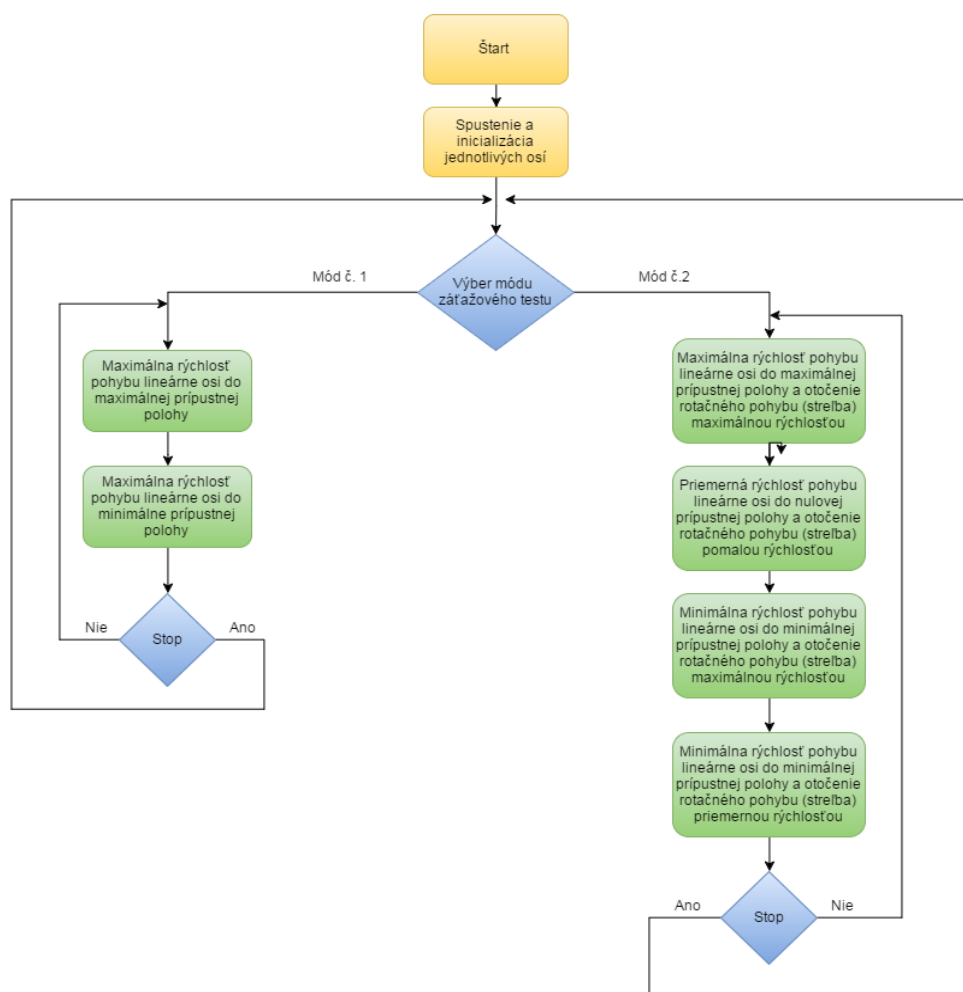 Štart
Spustenie a
inicializácia
jednotlivých osí
Výber módu
záťažového testu
Mód č. 1
Mód č.2
Maximálna rýchlosť
pohybu lineárne osi do
maximálnej prípustnej
polohy
Maximálna rýchlosť
pohybu lineárne osi do
minimálne prípustnej
polohy
Stop
Nie
Ano
Maximálna rýchlosť pohybu
lineárne osi do maximálnej
prípustnej polohy a otočenie
rotačného pohybu (streľba)
maximálnou rýchlosťou
Priemerná rýchlosť pohybu
lineárne osi do nulovej
prípustnej polohy a otočenie
rotačného pohybu (streľba)
pomalou rýchlosťou
Minimálna rýchlosť pohybu
lineárne osi do minimálnej
prípustnej polohy a otočenie
rotačného pohybu (streľba)
maximálnou rýchlosťou
Minimálna rýchlosť pohybu
lineárne osi do minimálnej
prípustnej polohy a otočenie
rotačného pohybu (streľba)
priemernou rýchlosťou
Ano
Stop
Nie